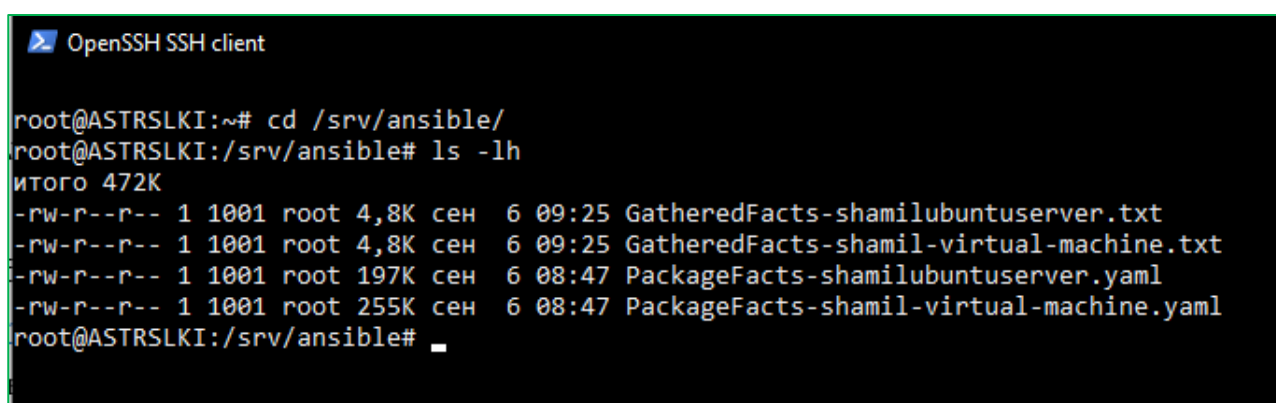 OpenSSH SSH client
root@ASTRSLKI:~# cd /srv/ansible/
root@ASTRSLKI:/srv/ansible# ls -lh
итого 472K
-rw-r--r-- 1 1001 root 4,8K сен  6 09:25 GatheredFacts-shamilubuntuserver.txt
-rw-r--r-- 1 1001 root 4,8K сен  6 09:25 GatheredFacts-shamil-virtual-machine.txt
-rw-r--r-- 1 1001 root 197K сен  6 08:47 PackageFacts-shamilubuntuserver.yaml
-rw-r--r-- 1 1001 root 255K сен  6 08:47 PackageFacts-shamil-virtual-machine.yaml
root@ASTRSLKI:/srv/ansible#